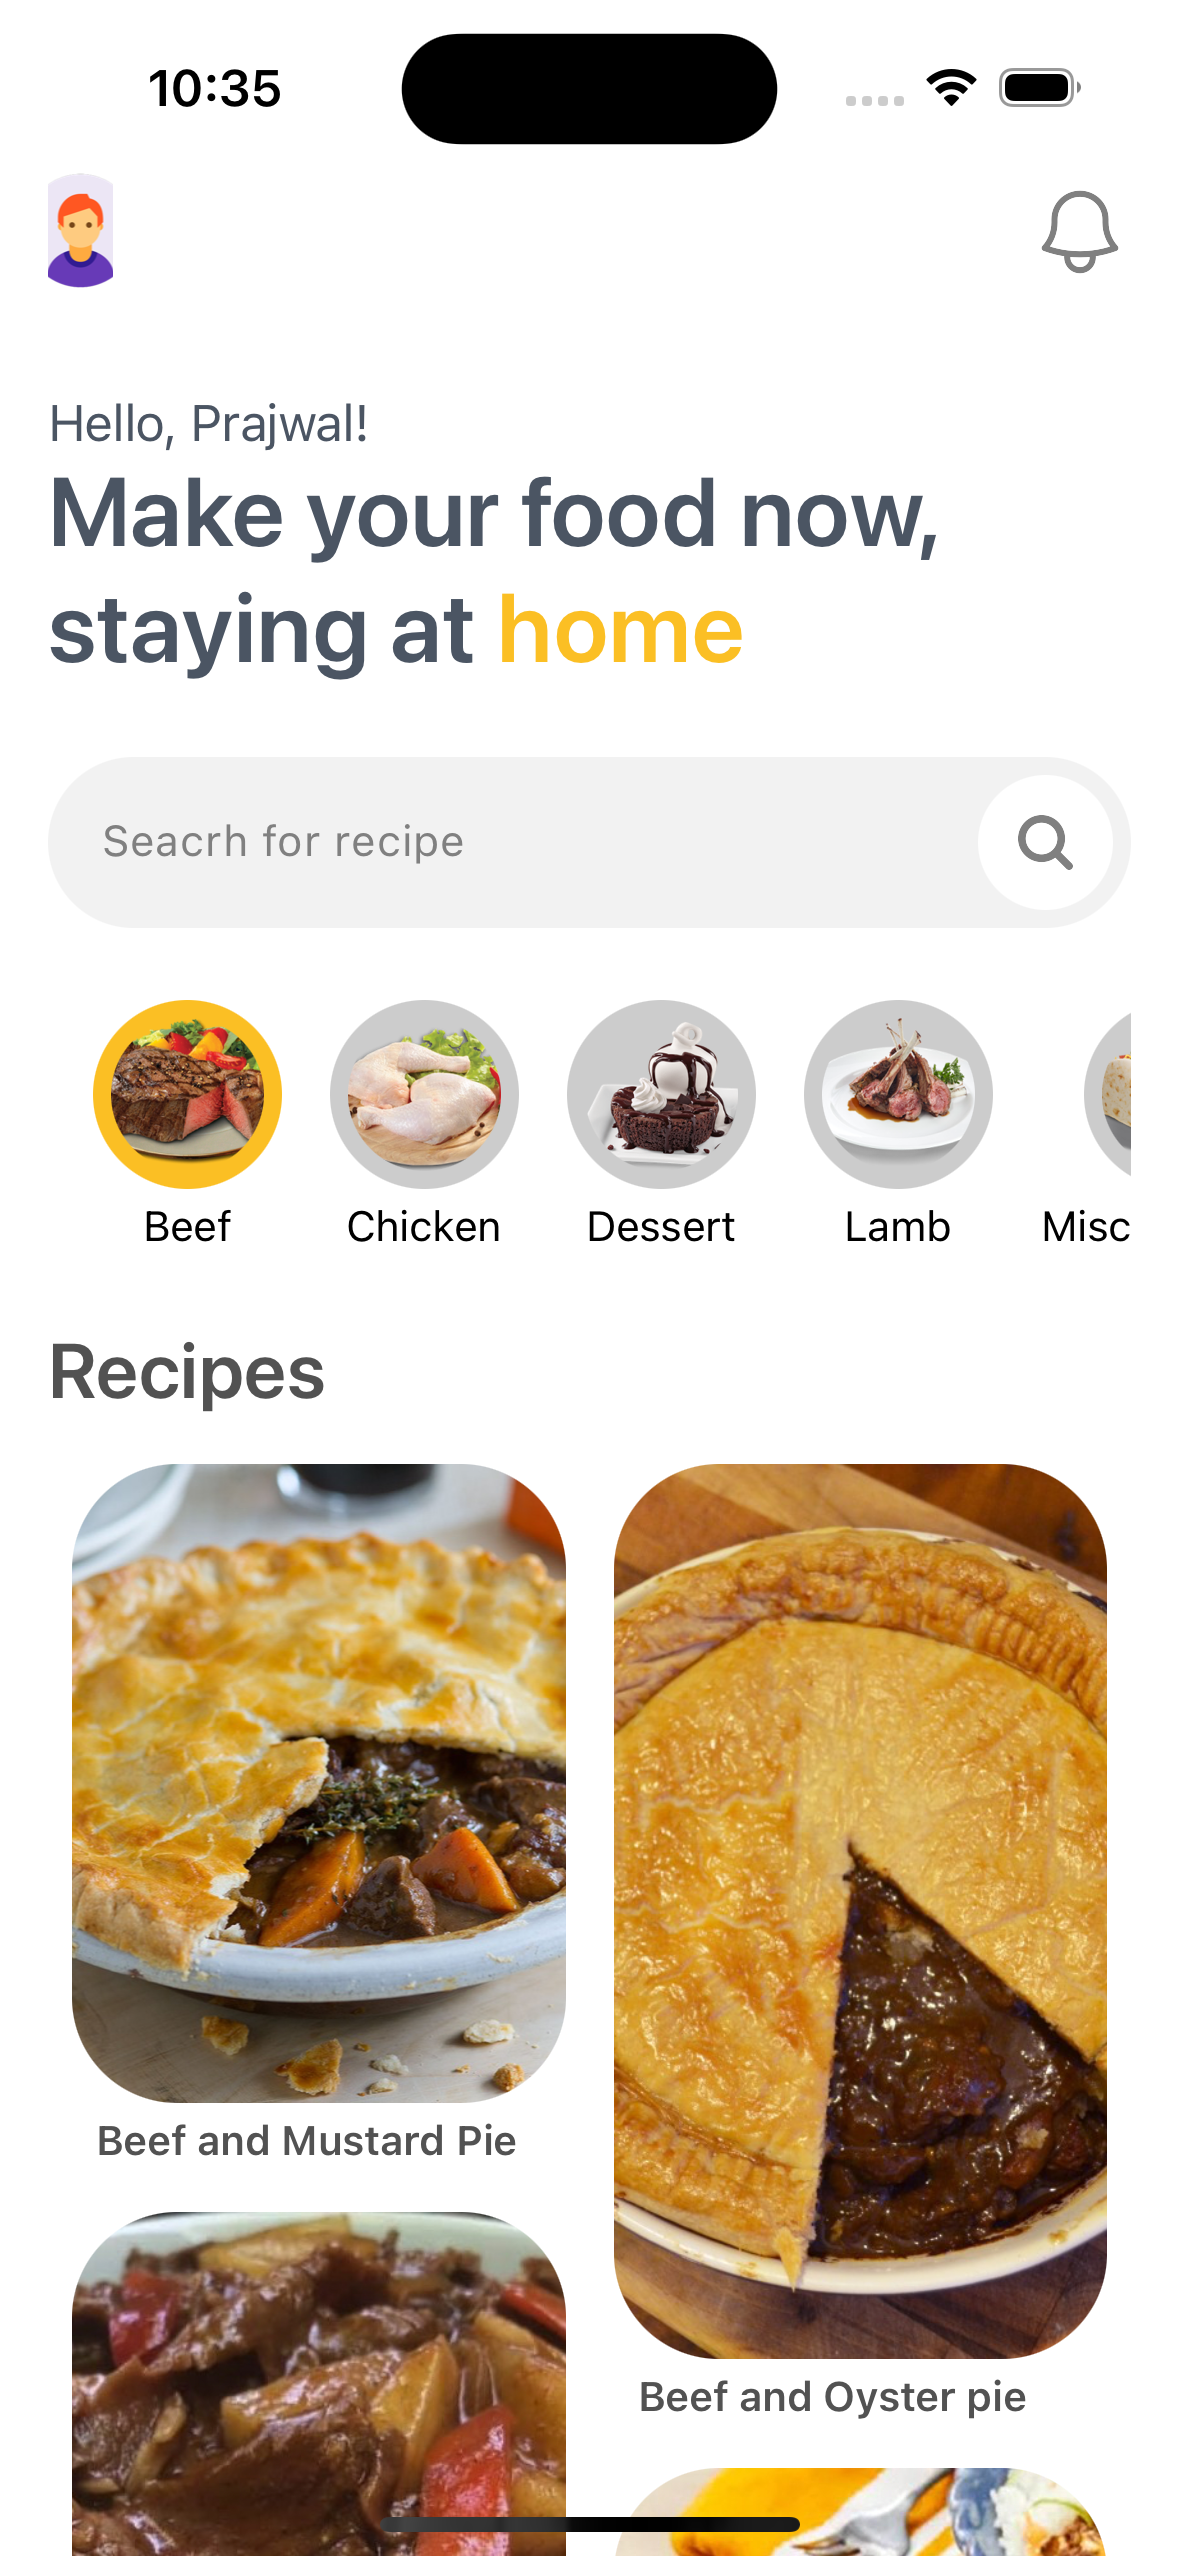 10:35
Hello, Prajwal!
Make your food now,
staying at home
Seacrh for recipe
Beef
Chicken
Dessert
Lamb
Misc
Recipes
Beef and Mustard Pie
Beef and Oyster pie